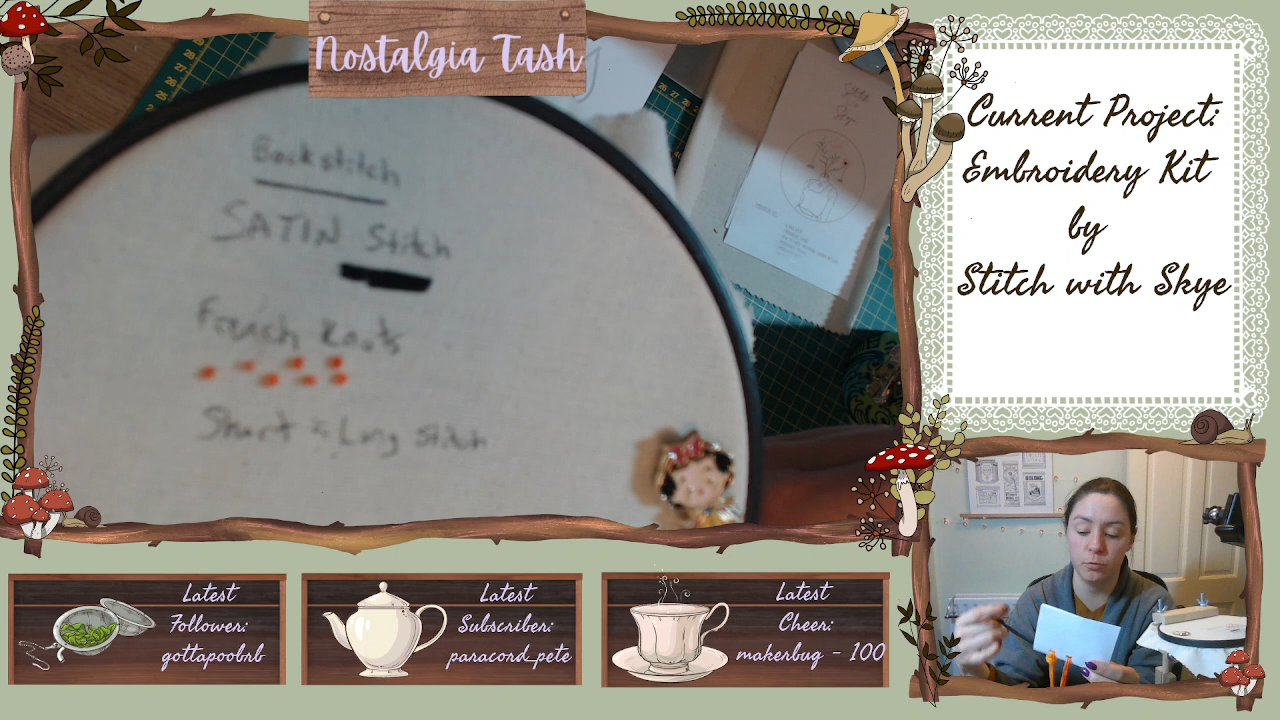 Nostalgia Tash
Backstitch
SATIN Stitch
French Knots
Short & Long Stitch
Current Project:
Embroidery Kit
by
Stitch with Skye
Latest
Follower:
gottapoobrb
Latest
Subscriber:
paracord_pete
Latest
Cheer:
makerbug - 100